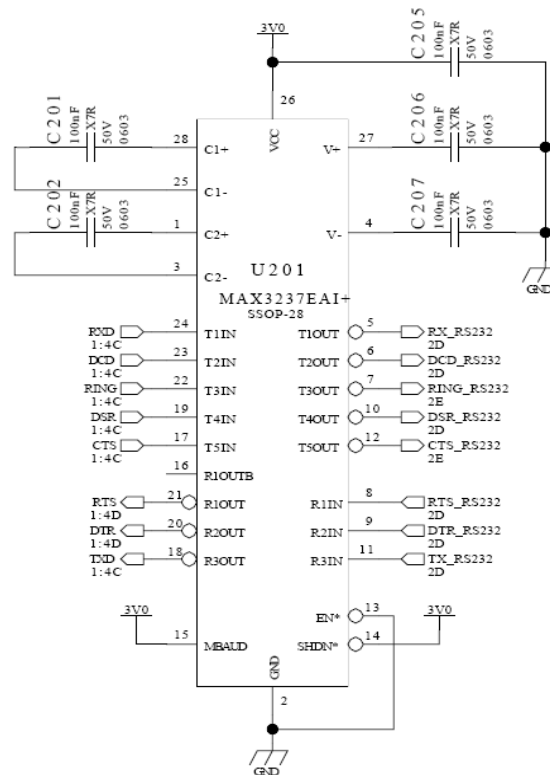 3V0
C205
100nF
X7R
50V
0603
C201
100nF
X7R
50V
0603
C206
100nF
X7R
50V
0603
C202
100nF
X7R
50V
0603
C207
100nF
X7R
50V
0603
26
VCC
28 C1+ V+ 27
25 C1-
1 C2+ V- 4
3 C2-
GND
U201
MAX3237EAI+
SSOP-28
RXD 24 T1IN T1OUT 5 RX_RS232
1:4C 2D
DCD 23 T2IN T2OUT 6 DCD_RS232
1:4C 2D
RING 22 T3IN T3OUT 7 RING_RS232
1:4C 2E
DSR 19 T4IN T4OUT 10 DSR_RS232
1:4C 2D
CTS 17 T5IN T5OUT 12 CTS_RS232
1:4C 2E
16 R1OUTB
RTS 21 R1OUT R1IN 8 RTS_RS232
1:4D 2D
DTR 20 R2OUT R2IN 9 DTR_RS232
1:4D 2D
TXD 18 R3OUT R3IN 11 TX_RS232
1:4C 2D
3V0 EN* 13 3V0
15 MBAUD SHDN* 14
GND
2
GND